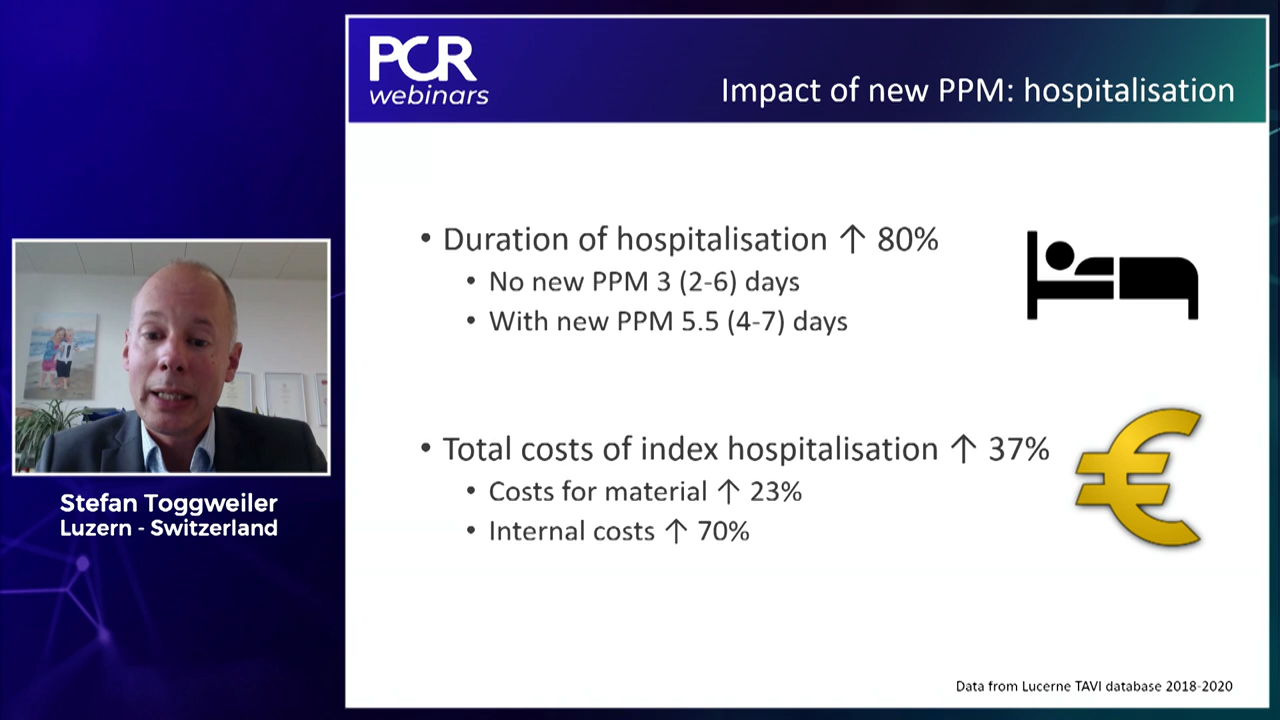 PCR
webinars
Impact of new PPM: hospitalisation
• Duration of hospitalisation ↑ 80%
• No new PPM 3 (2-6) days
• With new PPM 5.5 (4-7) days
• Total costs of index hospitalisation ↑ 37%
• Costs for material ↑ 23%
• Internal costs ↑ 70%
€
Stefan Toggweiler
Luzern - Switzerland
Data from Lucerne TAVI database 2018-2020